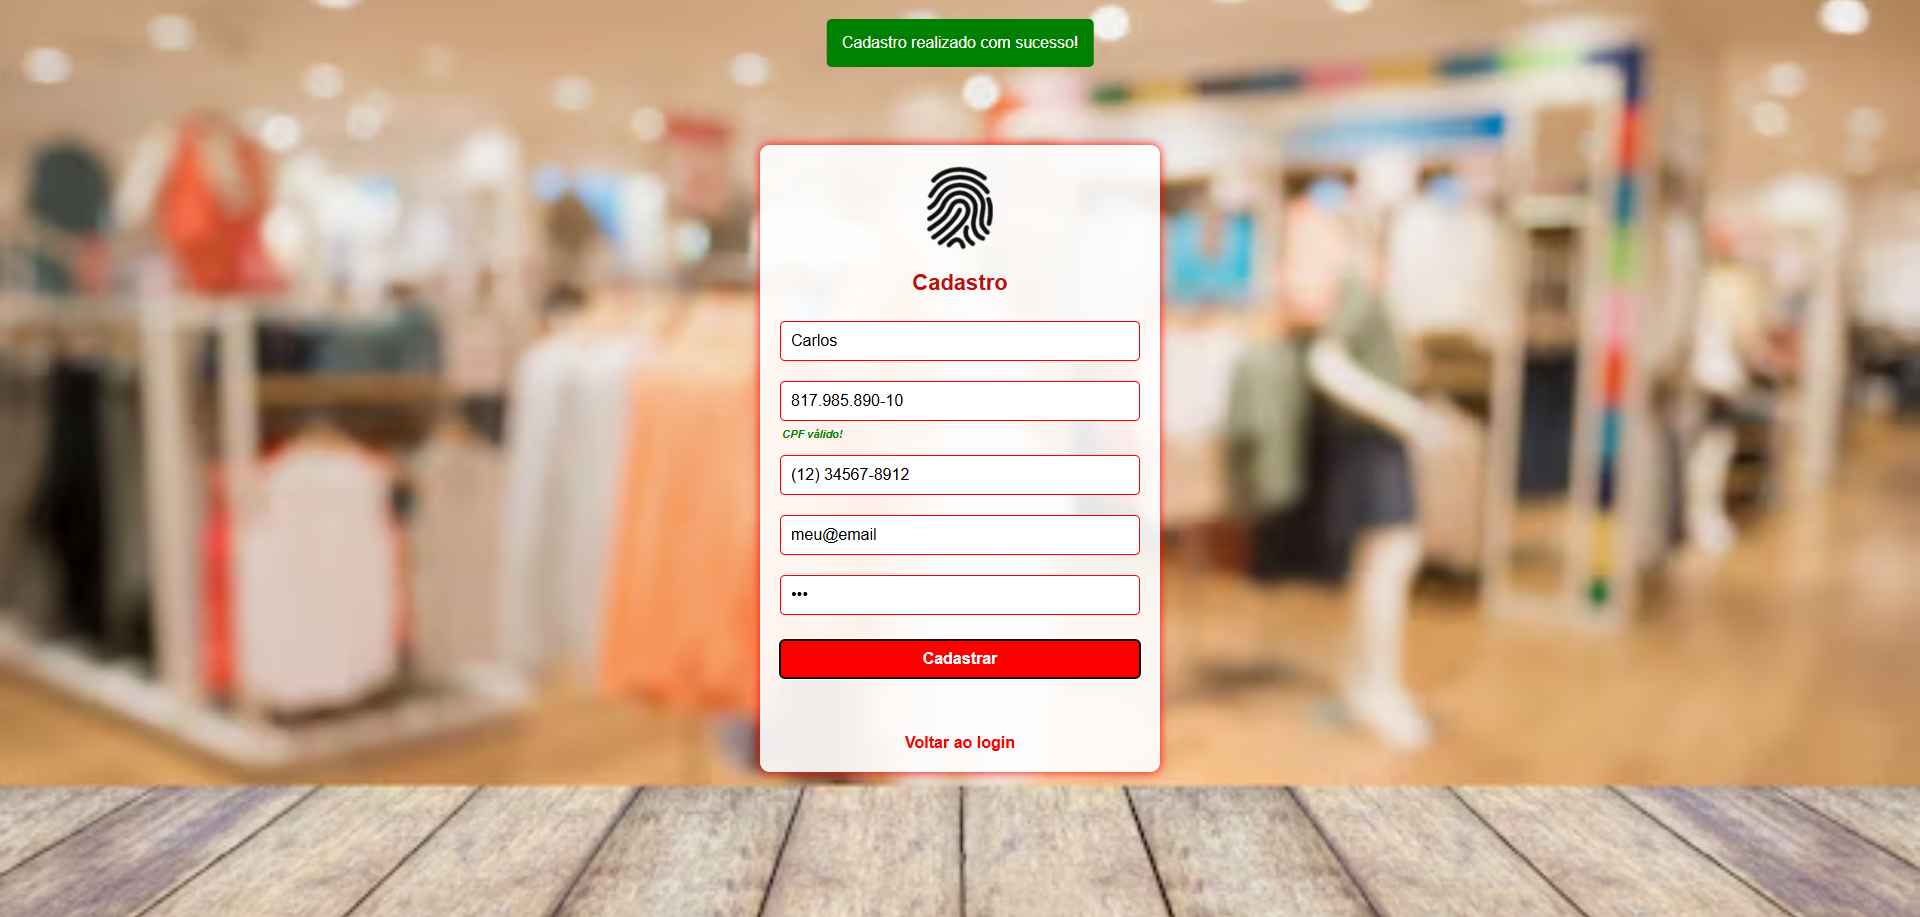 Cadastro realizado com sucesso!
Cadastro
Carlos
817.985.890-10
CPF válido!
(12) 34567-8912
meu@email
•••
Cadastrar
Voltar ao login